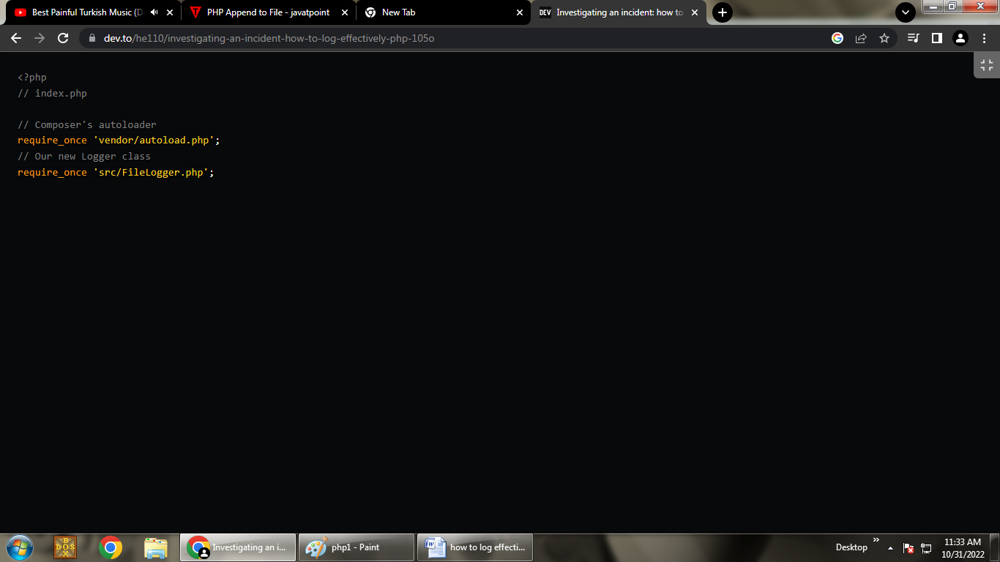 Best Painful Turkish Music (D
PHP Append to File - javatpoint
New Tab
DEV
Investigating an incident: how to
dev.to/he110/investigating-an-incident-how-to-log-effectively-php-105o
<?php
// index.php
// Composer's autoloader
require_once 'vendor/autoload.php';
// Our new Logger class
require_once 'src/FileLogger.php';
DOS
BOX
Investigating an i...
php1 - Paint
how to log effecti...
Desktop
11:33 AM
10/31/2022